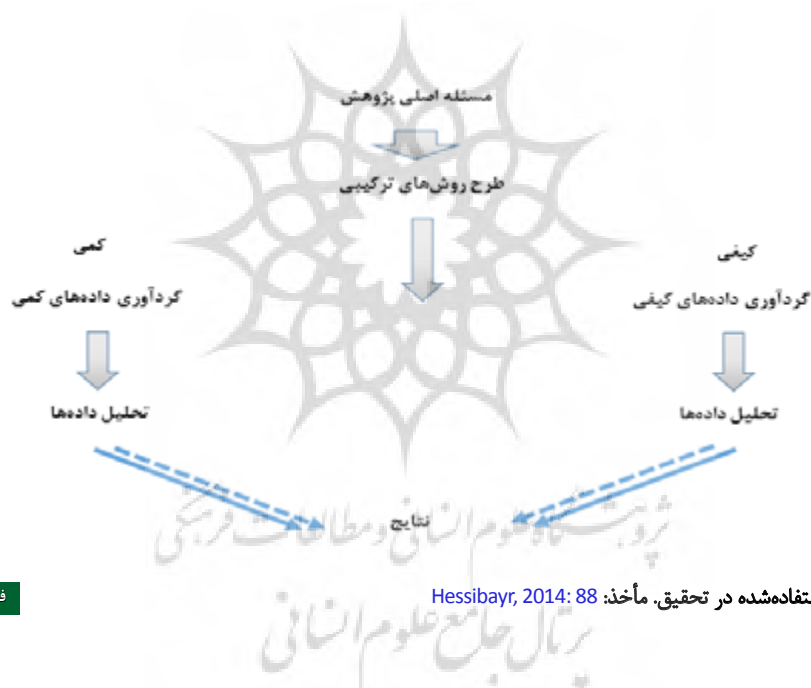 مسئله اصلی پژوهش
طرح روش‌های ترکیبی
کیفی
کمی
گردآوری داده‌های کیفی
گردآوری داده‌های کمی
تحلیل داده‌ها
تحلیل داده‌ها
نتایج
پژوهشگاه علوم انسانی و مطالعات فرهنگی
تفاده‌شده در تحقیق. مأخذ: Hessibayr, 2014: 88
پرتال جامع علوم انسانی